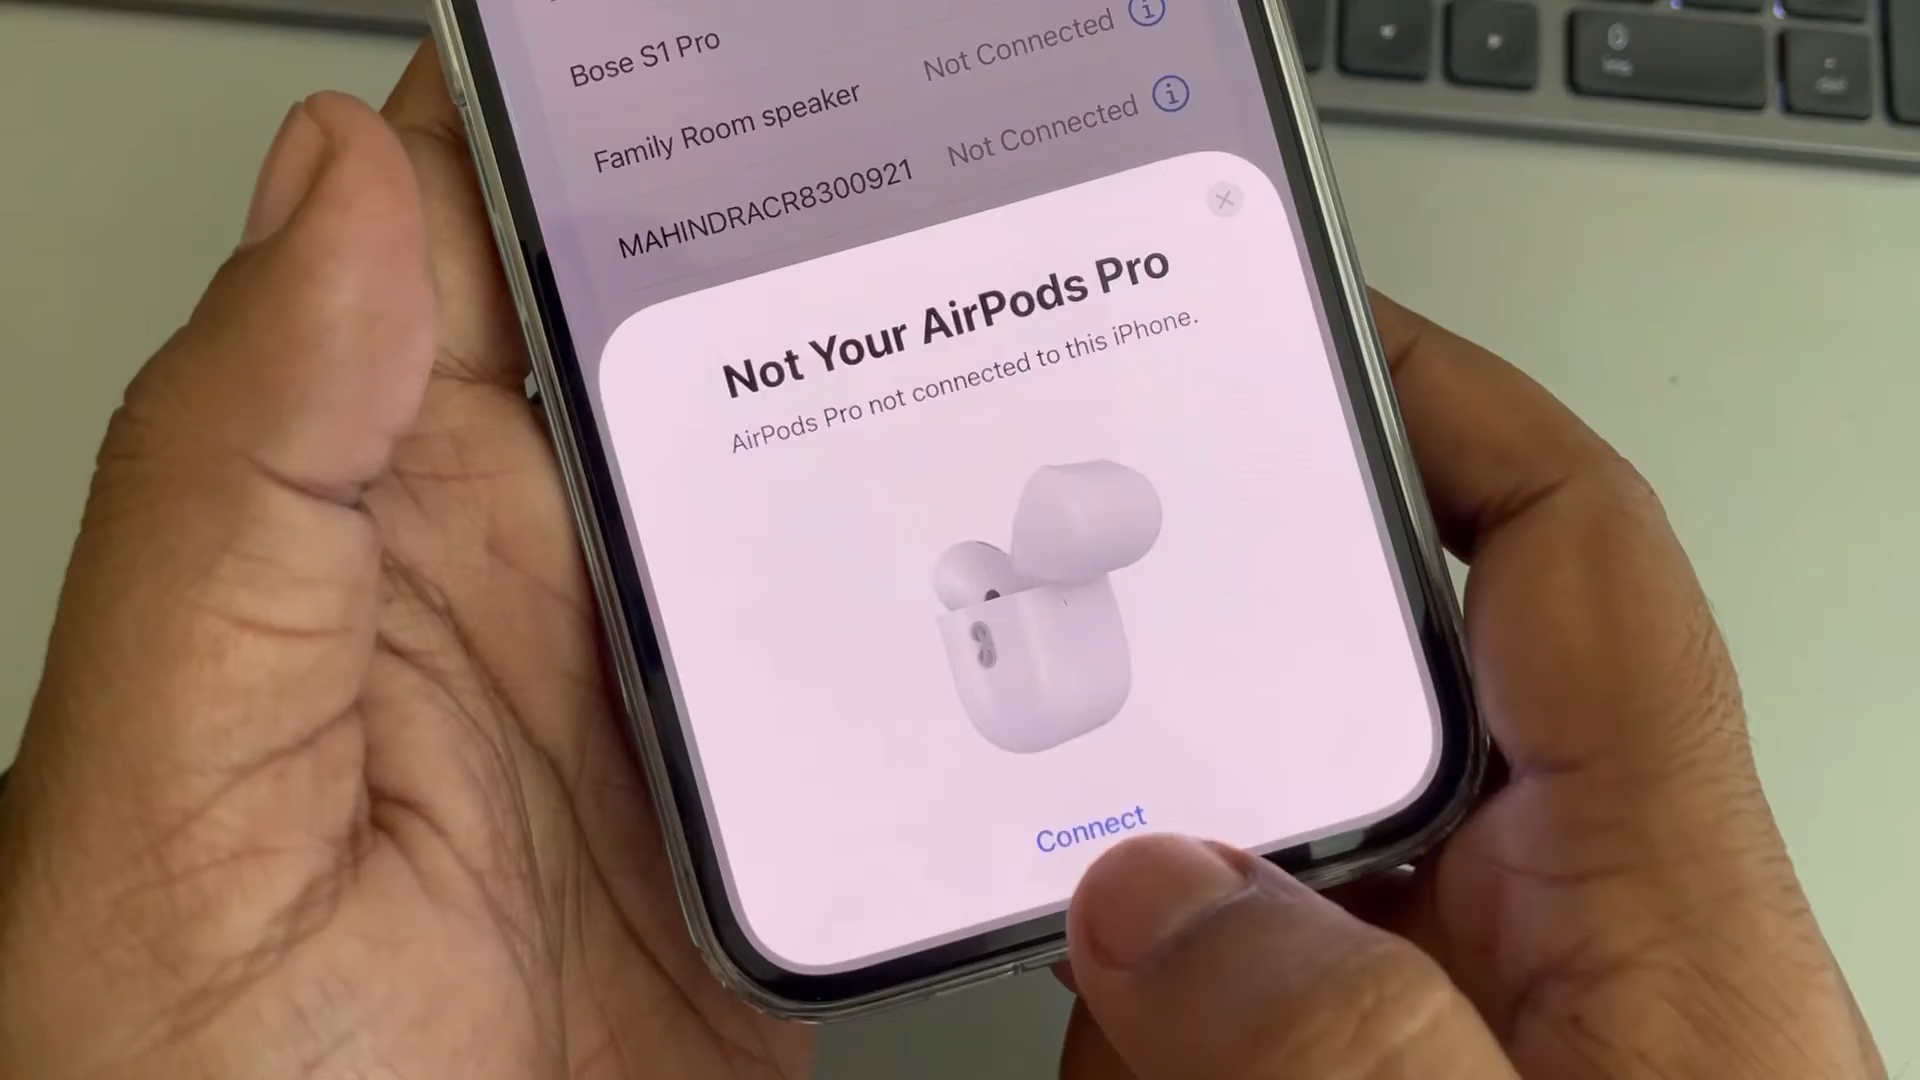 Bose S1 Pro
Not Connected
Family Room speaker
Not Connected
MAHINDRACR8300921
Not Your AirPods Pro
AirPods Pro not connected to this iPhone.
Connect